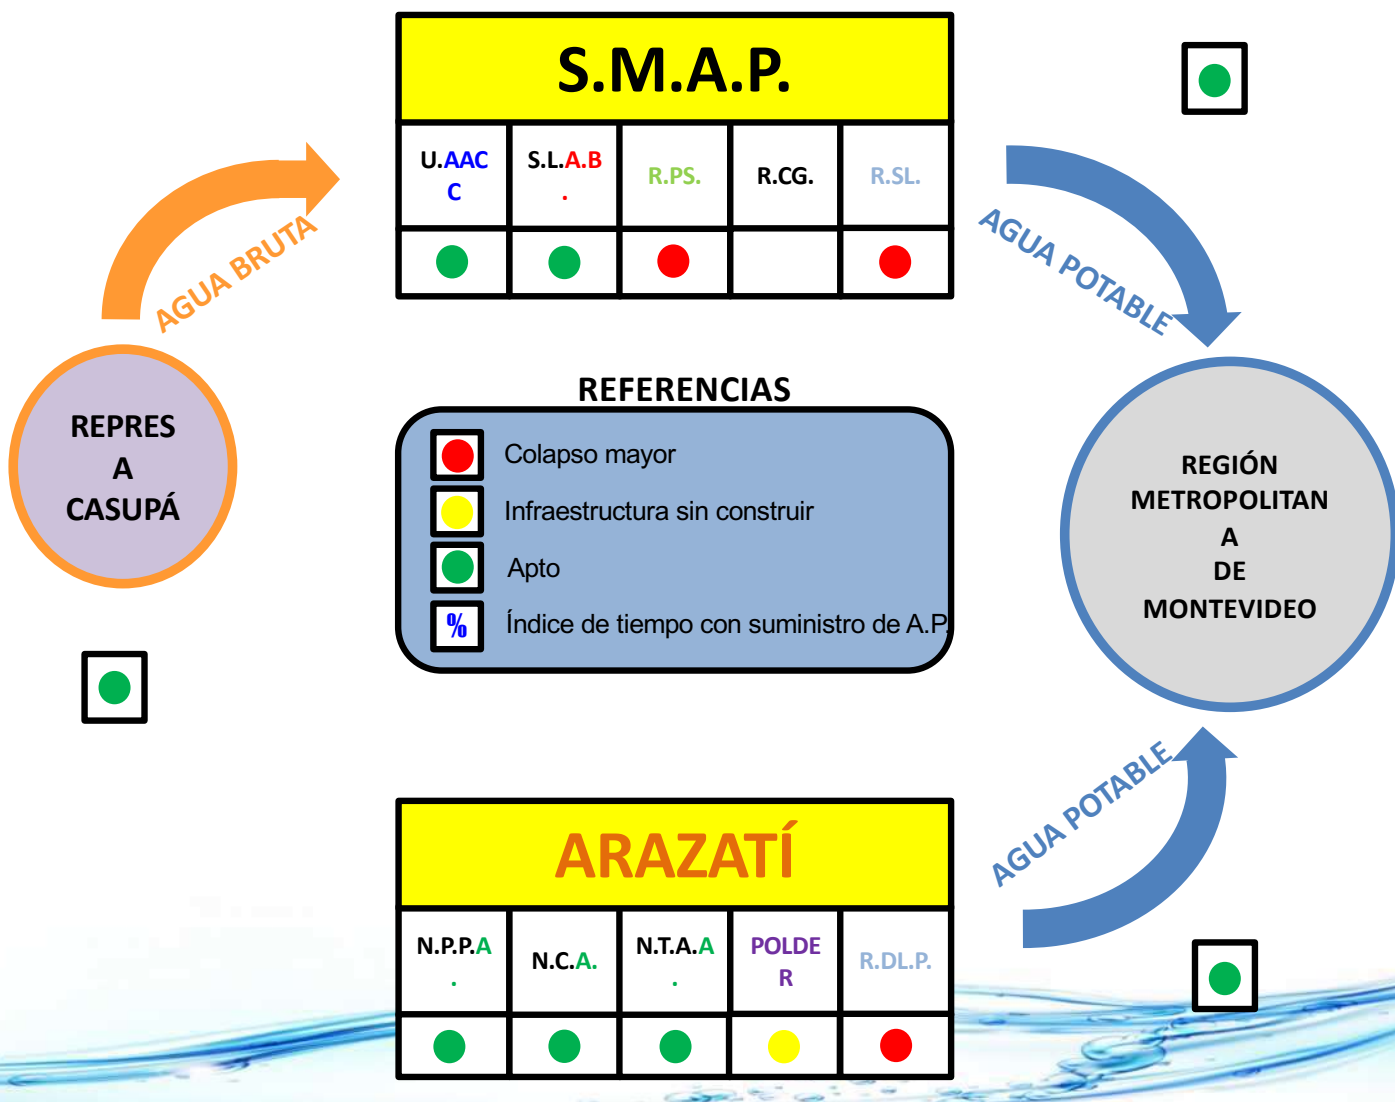 S.M.A.P.
U.AAC
C
S.L.A.B
.
R.PS.
R.CG.
R.SL.
AGUA BRUTA
AGUA POTABLE
REPRES
A
CASUPÁ
REFERENCIAS
Colapso mayor
Infraestructura sin construir
Apto
% Índice de tiempo con suministro de A.P.
REGIÓN
METROPOLITAN
A
DE
MONTEVIDEO
AGUA POTABLE
ARAZATÍ
N.P.P.A
.
N.C.A.
N.T.A.A
.
POLDE
R
R.DL.P.